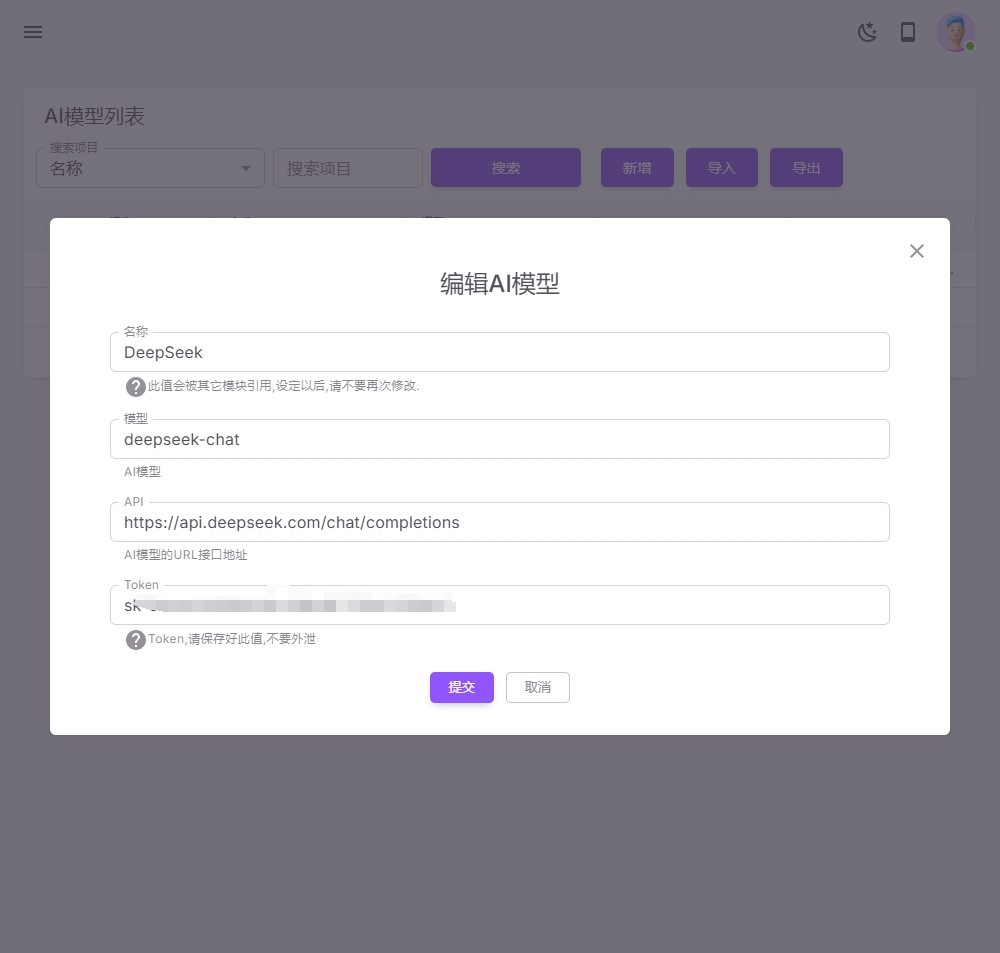 AI模型列表
搜索项目
名称
搜索项目
搜索
新增
导入
导出
编辑AI模型
名称
DeepSeek
此值会被其它模块引用,设定以后,请不要再次修改.
模型
deepseek-chat
AI模型
API
https://api.deepseek.com/chat/completions
AI模型的URL接口地址
Token
Token,请保存好此值,不要外泄
提交
取消